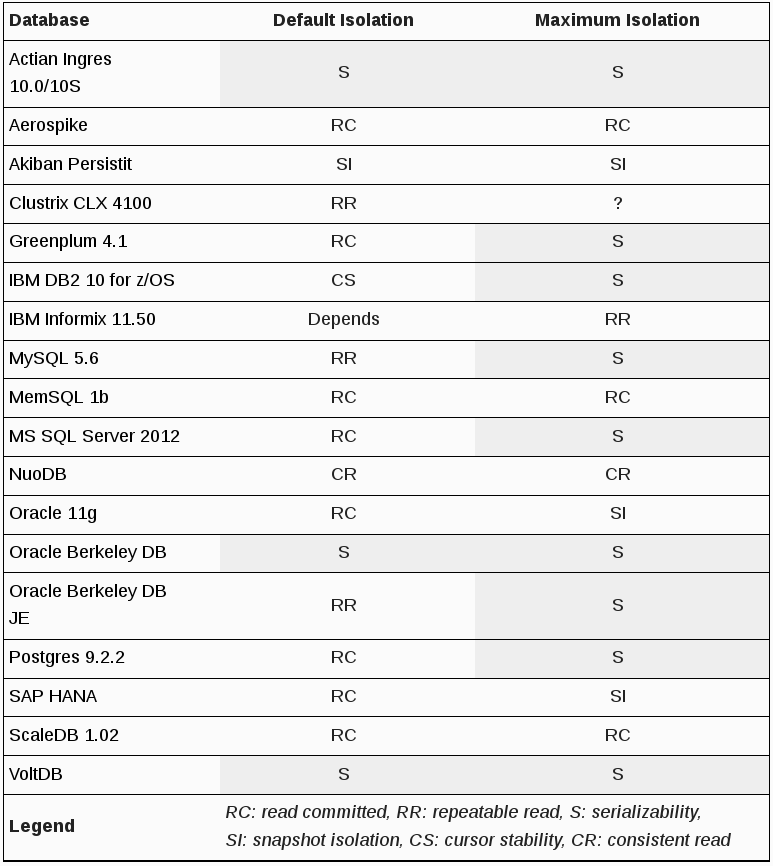 Database Default Isolation Maximum Isolation
Actian Ingres
10.0/10S S S
Aerospike RC RC
Akiban Persistit SI SI
Clustrix CLX 4100 RR ?
Greenplum 4.1 RC S
IBM DB2 10 for z/OS CS S
IBM Informix 11.50 Depends RR
MySQL 5.6 RR S
MemSQL 1b RC RC
MS SQL Server 2012 RC S
NuoDB CR CR
Oracle 11g RC SI
Oracle Berkeley DB S S
Oracle Berkeley DB
JE RR S
Postgres 9.2.2 RC S
SAP HANA RC SI
ScaleDB 1.02 RC RC
VoltDB S S
Legend RC: read committed, RR: repeatable read, S: serializability,
SI: snapshot isolation, CS: cursor stability, CR: consistent read